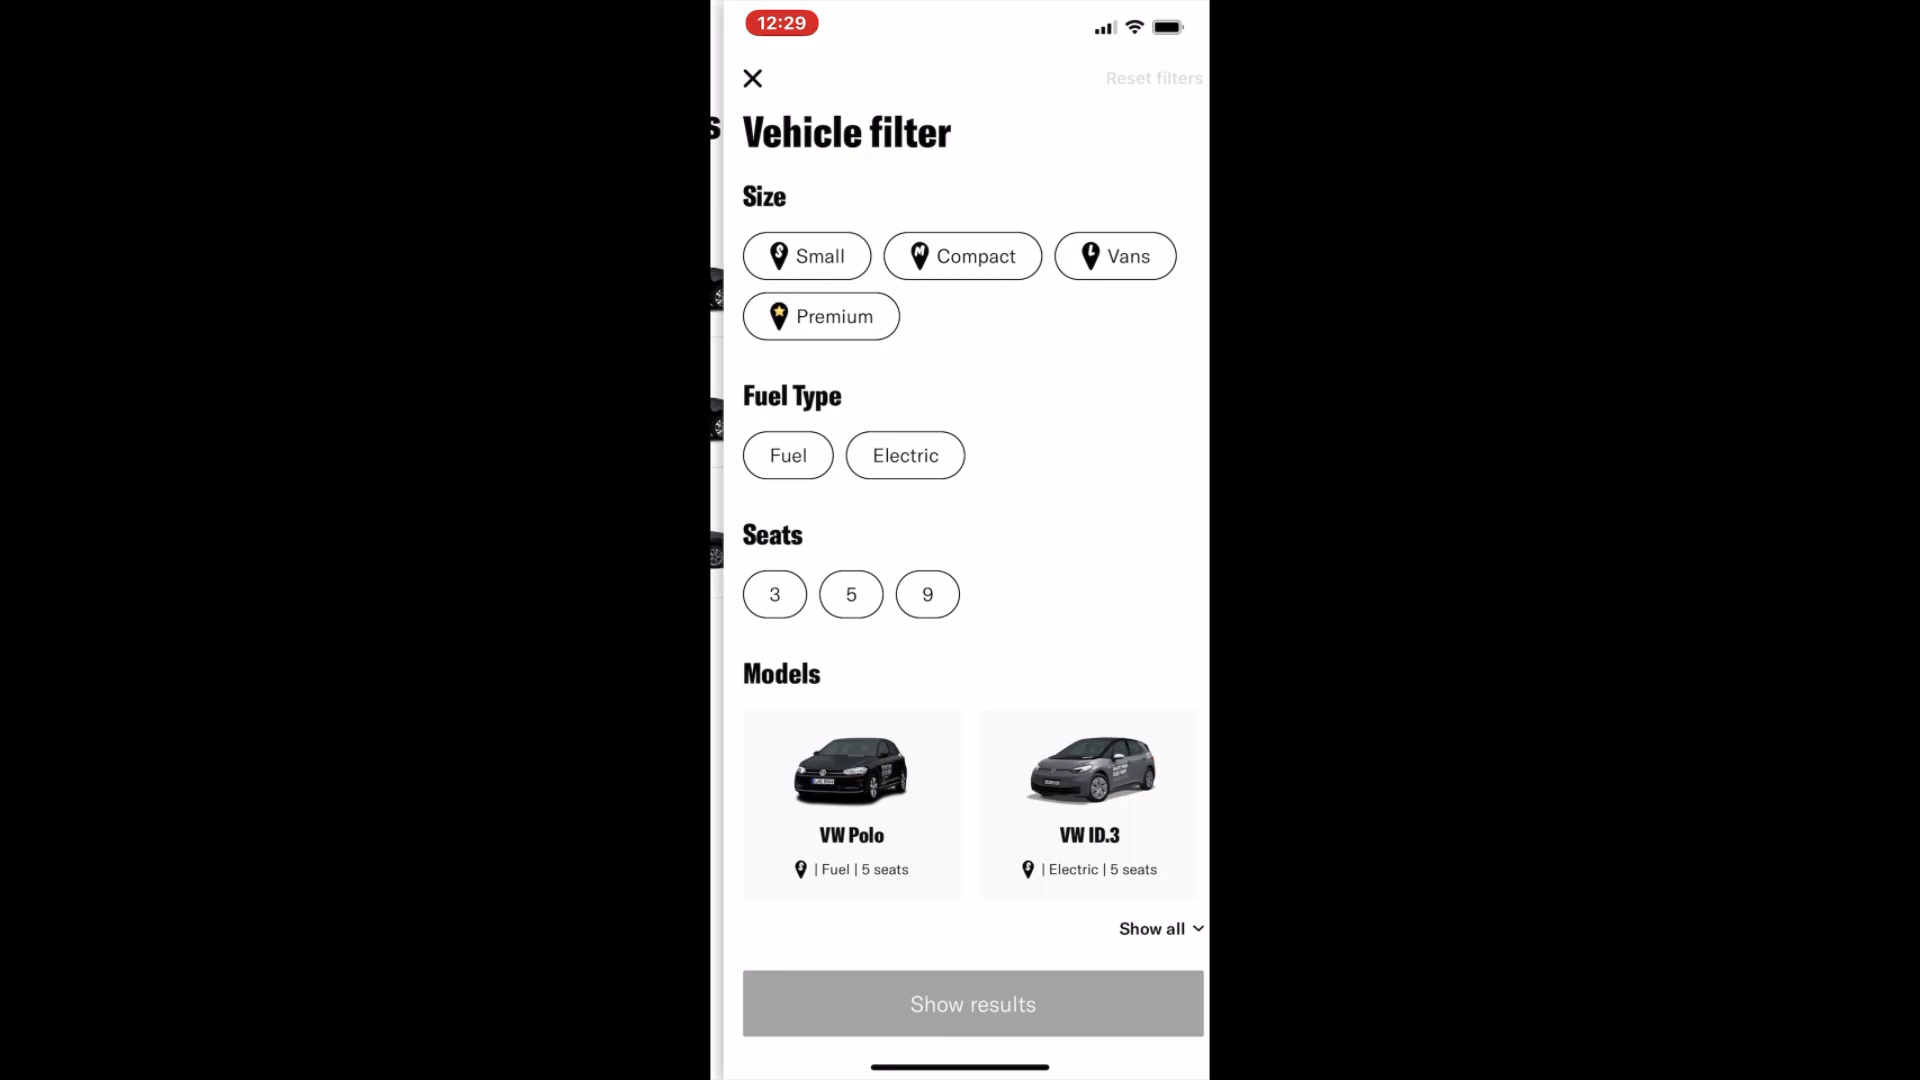 12:29
Reset filters
S
Vehicle filter
Size
S Small
M Compact
L Vans
Premium
Fuel Type
Fuel
Electric
Seats
3
5
9
Models
VW Polo
VW ID.3
S | Fuel | 5 seats
S | Electric | 5 seats
Show all
Show results